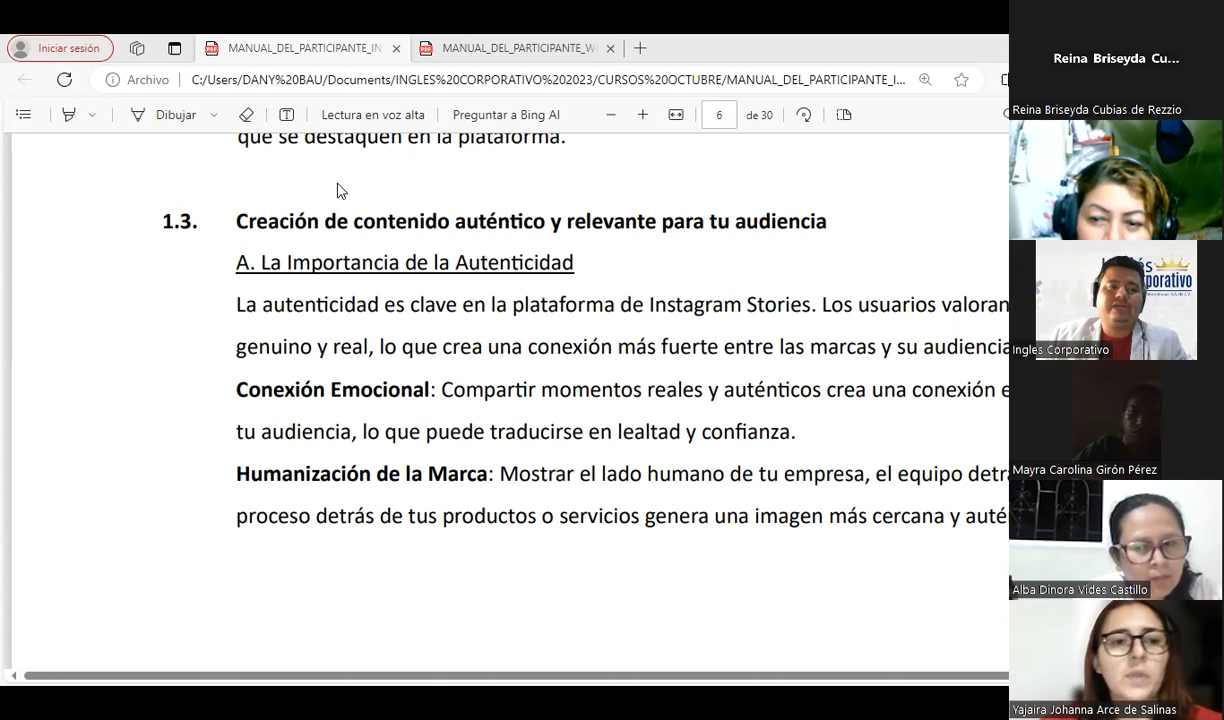 Iniciar sesión
MANUAL_DEL_PARTICIPANTE_IN
MANUAL_DEL_PARTICIPANTE_W
Archivo
C:/Users/DANY%20BAU/Documents/INGLES%20CORPORATIVO%202023/CURSOS%20OCTUBRE/MANUAL_DEL_PARTICIPANTE_I...
Dibujar
Lectura en voz alta
Preguntar a Bing AI
6
de 30
que se destaquen en la plataforma.
1.3. Creación de contenido auténtico y relevante para tu audiencia
A. La Importancia de la Autenticidad
La autenticidad es clave en la plataforma de Instagram Stories. Los usuarios valoran
genuino y real, lo que crea una conexión más fuerte entre las marcas y su audiencia
Conexión Emocional: Compartir momentos reales y auténticos crea una conexión e
tu audiencia, lo que puede traducirse en lealtad y confianza.
Humanización de la Marca: Mostrar el lado humano de tu empresa, el equipo detrá
proceso detrás de tus productos o servicios genera una imagen más cercana y auté
Reina Briseyda Cu...
Reina Briseyda Cubias de Rezzio
Ingles Corporativo
Mayra Carolina Girón Pérez
Alba Dinora Vides Castillo
Yajaira Johanna Arce de Salinas